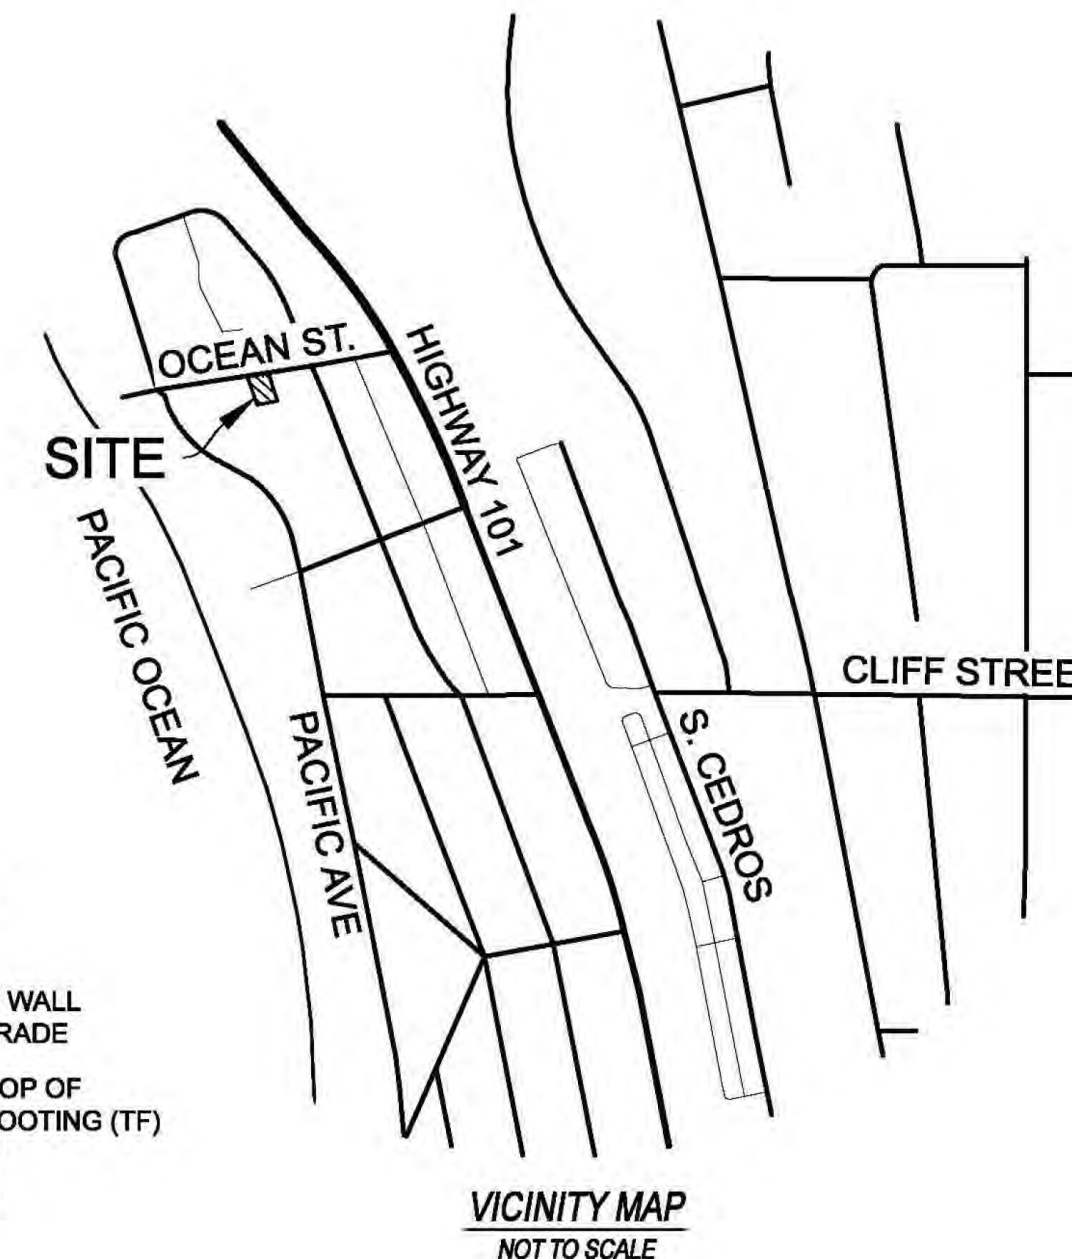 OCEAN ST.
HIGHWAY 101
SITE
PACIFIC OCEAN
CLIFF STREE
S. CEDROS
PACIFIC AVE
WALL
RADE
OP OF
OOTING (TF)
VICINITY MAP
NOT TO SCALE